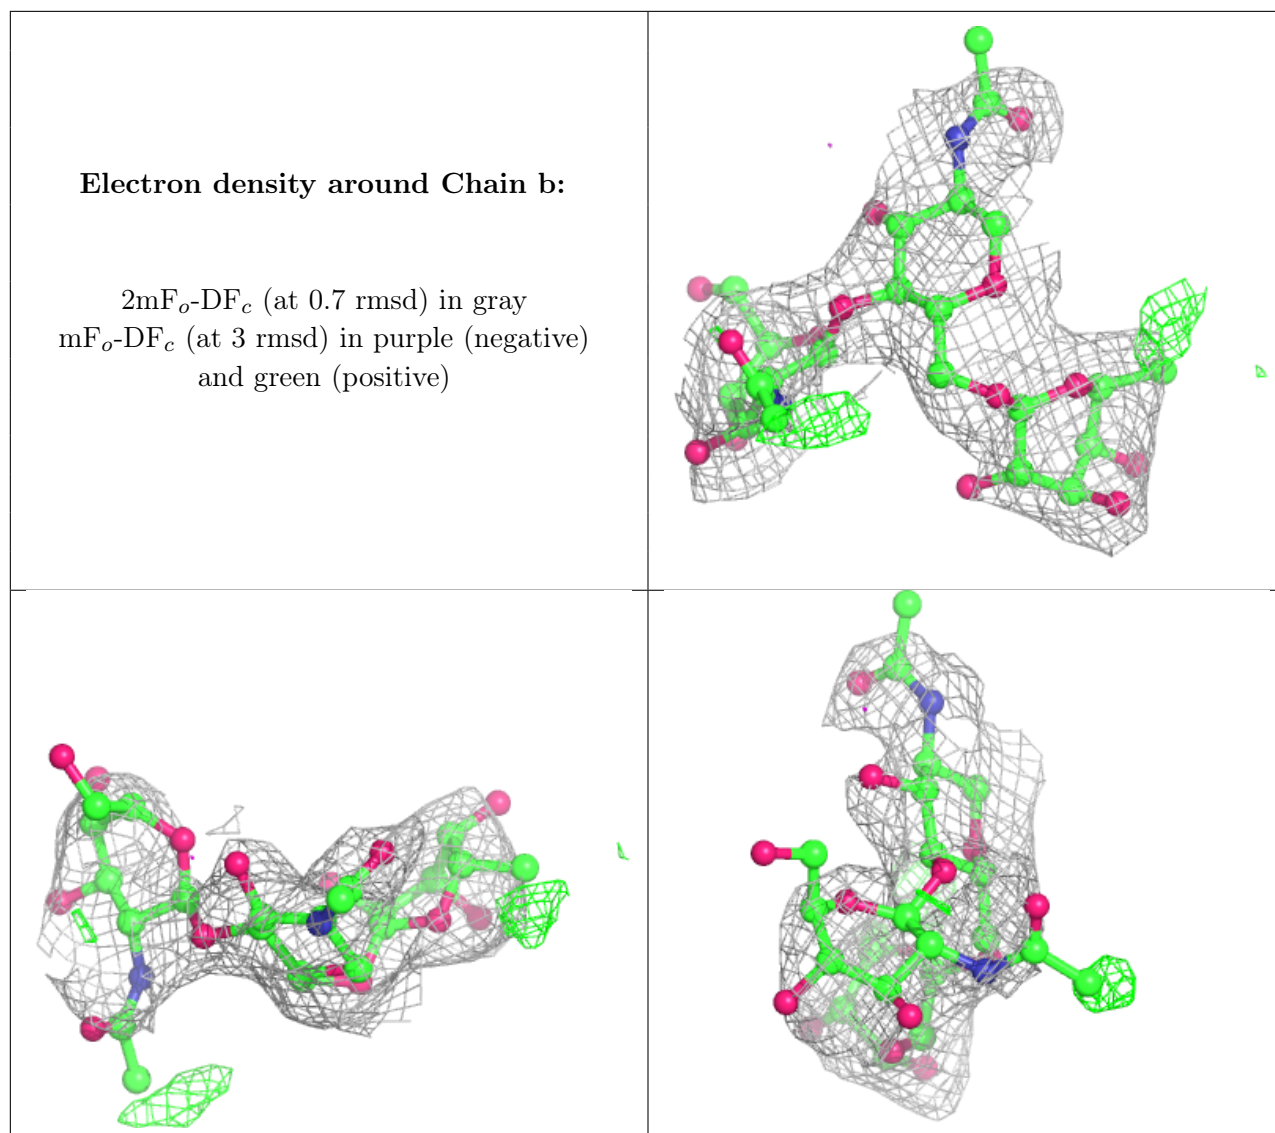 Electron density around Chain b:
2mFₒ-DF𝑐 (at 0.7 rmsd) in gray
mFₒ-DF𝑐 (at 3 rmsd) in purple (negative)
and green (positive)